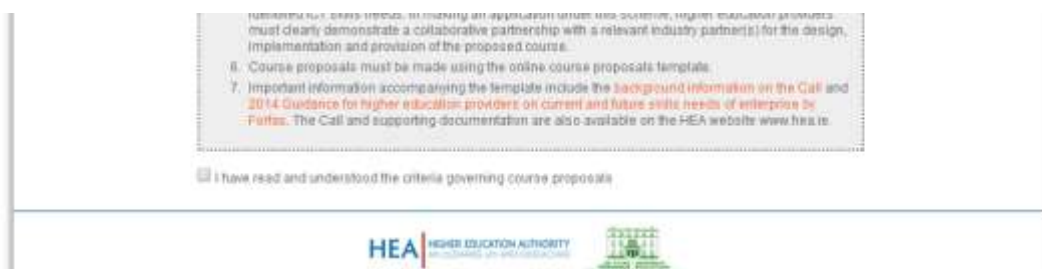 identified ICT skills needs. In making an application under this scheme, higher education providers
must clearly demonstrate a collaborative partnership with a relevant industry partner(s) for the design,
implementation and provision of the proposed course.
6. Course proposals must be made using the online course proposals template.
7. Important information accompanying the template include the background information on the Call and
2014 Guidance for higher education providers on current and future skills needs of enterprise by
Forfas. The Call and supporting documentation are also available on the HEA website www.hea.ie.
I have read and understood the criteria governing course proposals
HEA HIGHER EDUCATION AUTHORITY